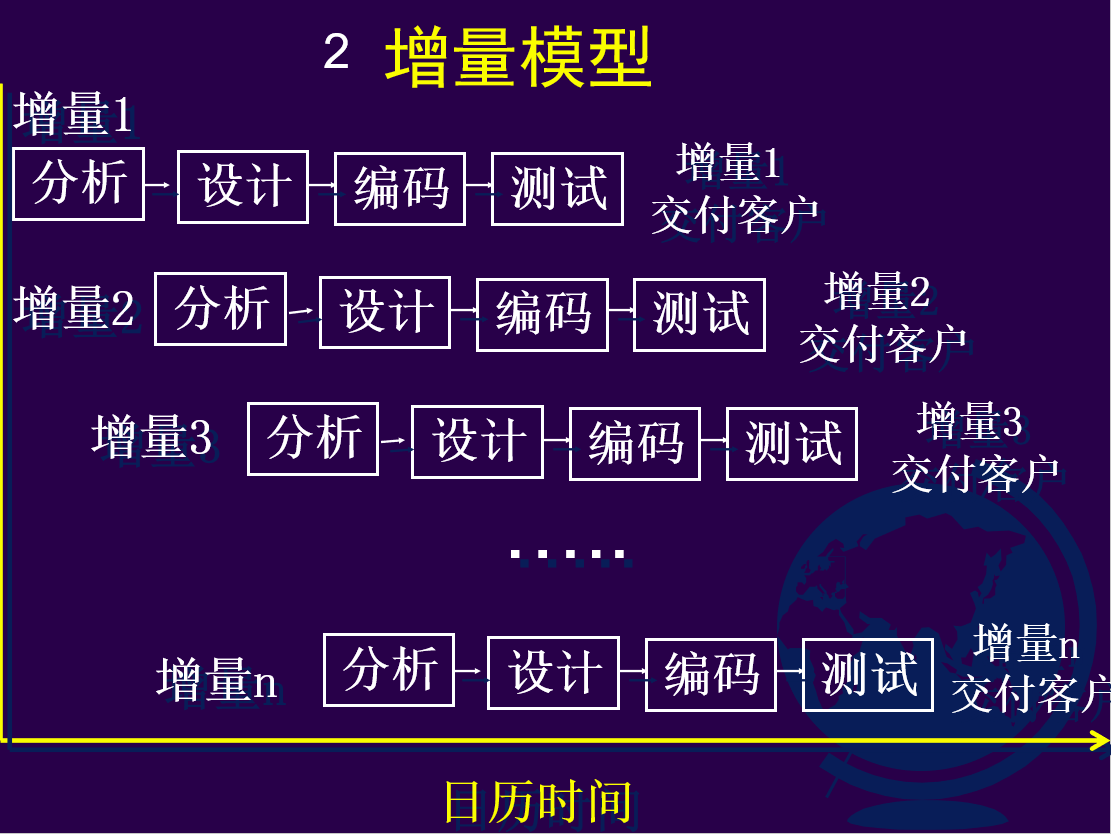 2 增量模型
增量1
分析 设计 编码 测试
增量1
交付客户
增量2
分析 设计 编码 测试
增量2
交付客户
增量3
分析 设计 编码 测试
增量3
交付客户
.....
增量n
分析 设计 编码 测试
增量n
交付客户
日历时间